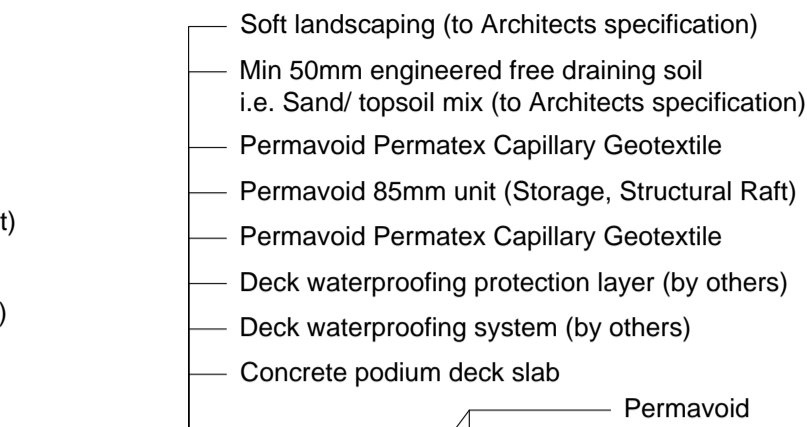 Soft landscaping (to Architects specification)
Min 50mm engineered free draining soil
i.e. Sand/ topsoil mix (to Architects specification)
Permavoid Permatex Capillary Geotextile
Permavoid 85mm unit (Storage, Structural Raft)
t)
Permavoid Permatex Capillary Geotextile
Deck waterproofing protection layer (by others)
)
Deck waterproofing system (by others)
Concrete podium deck slab
Permavoid